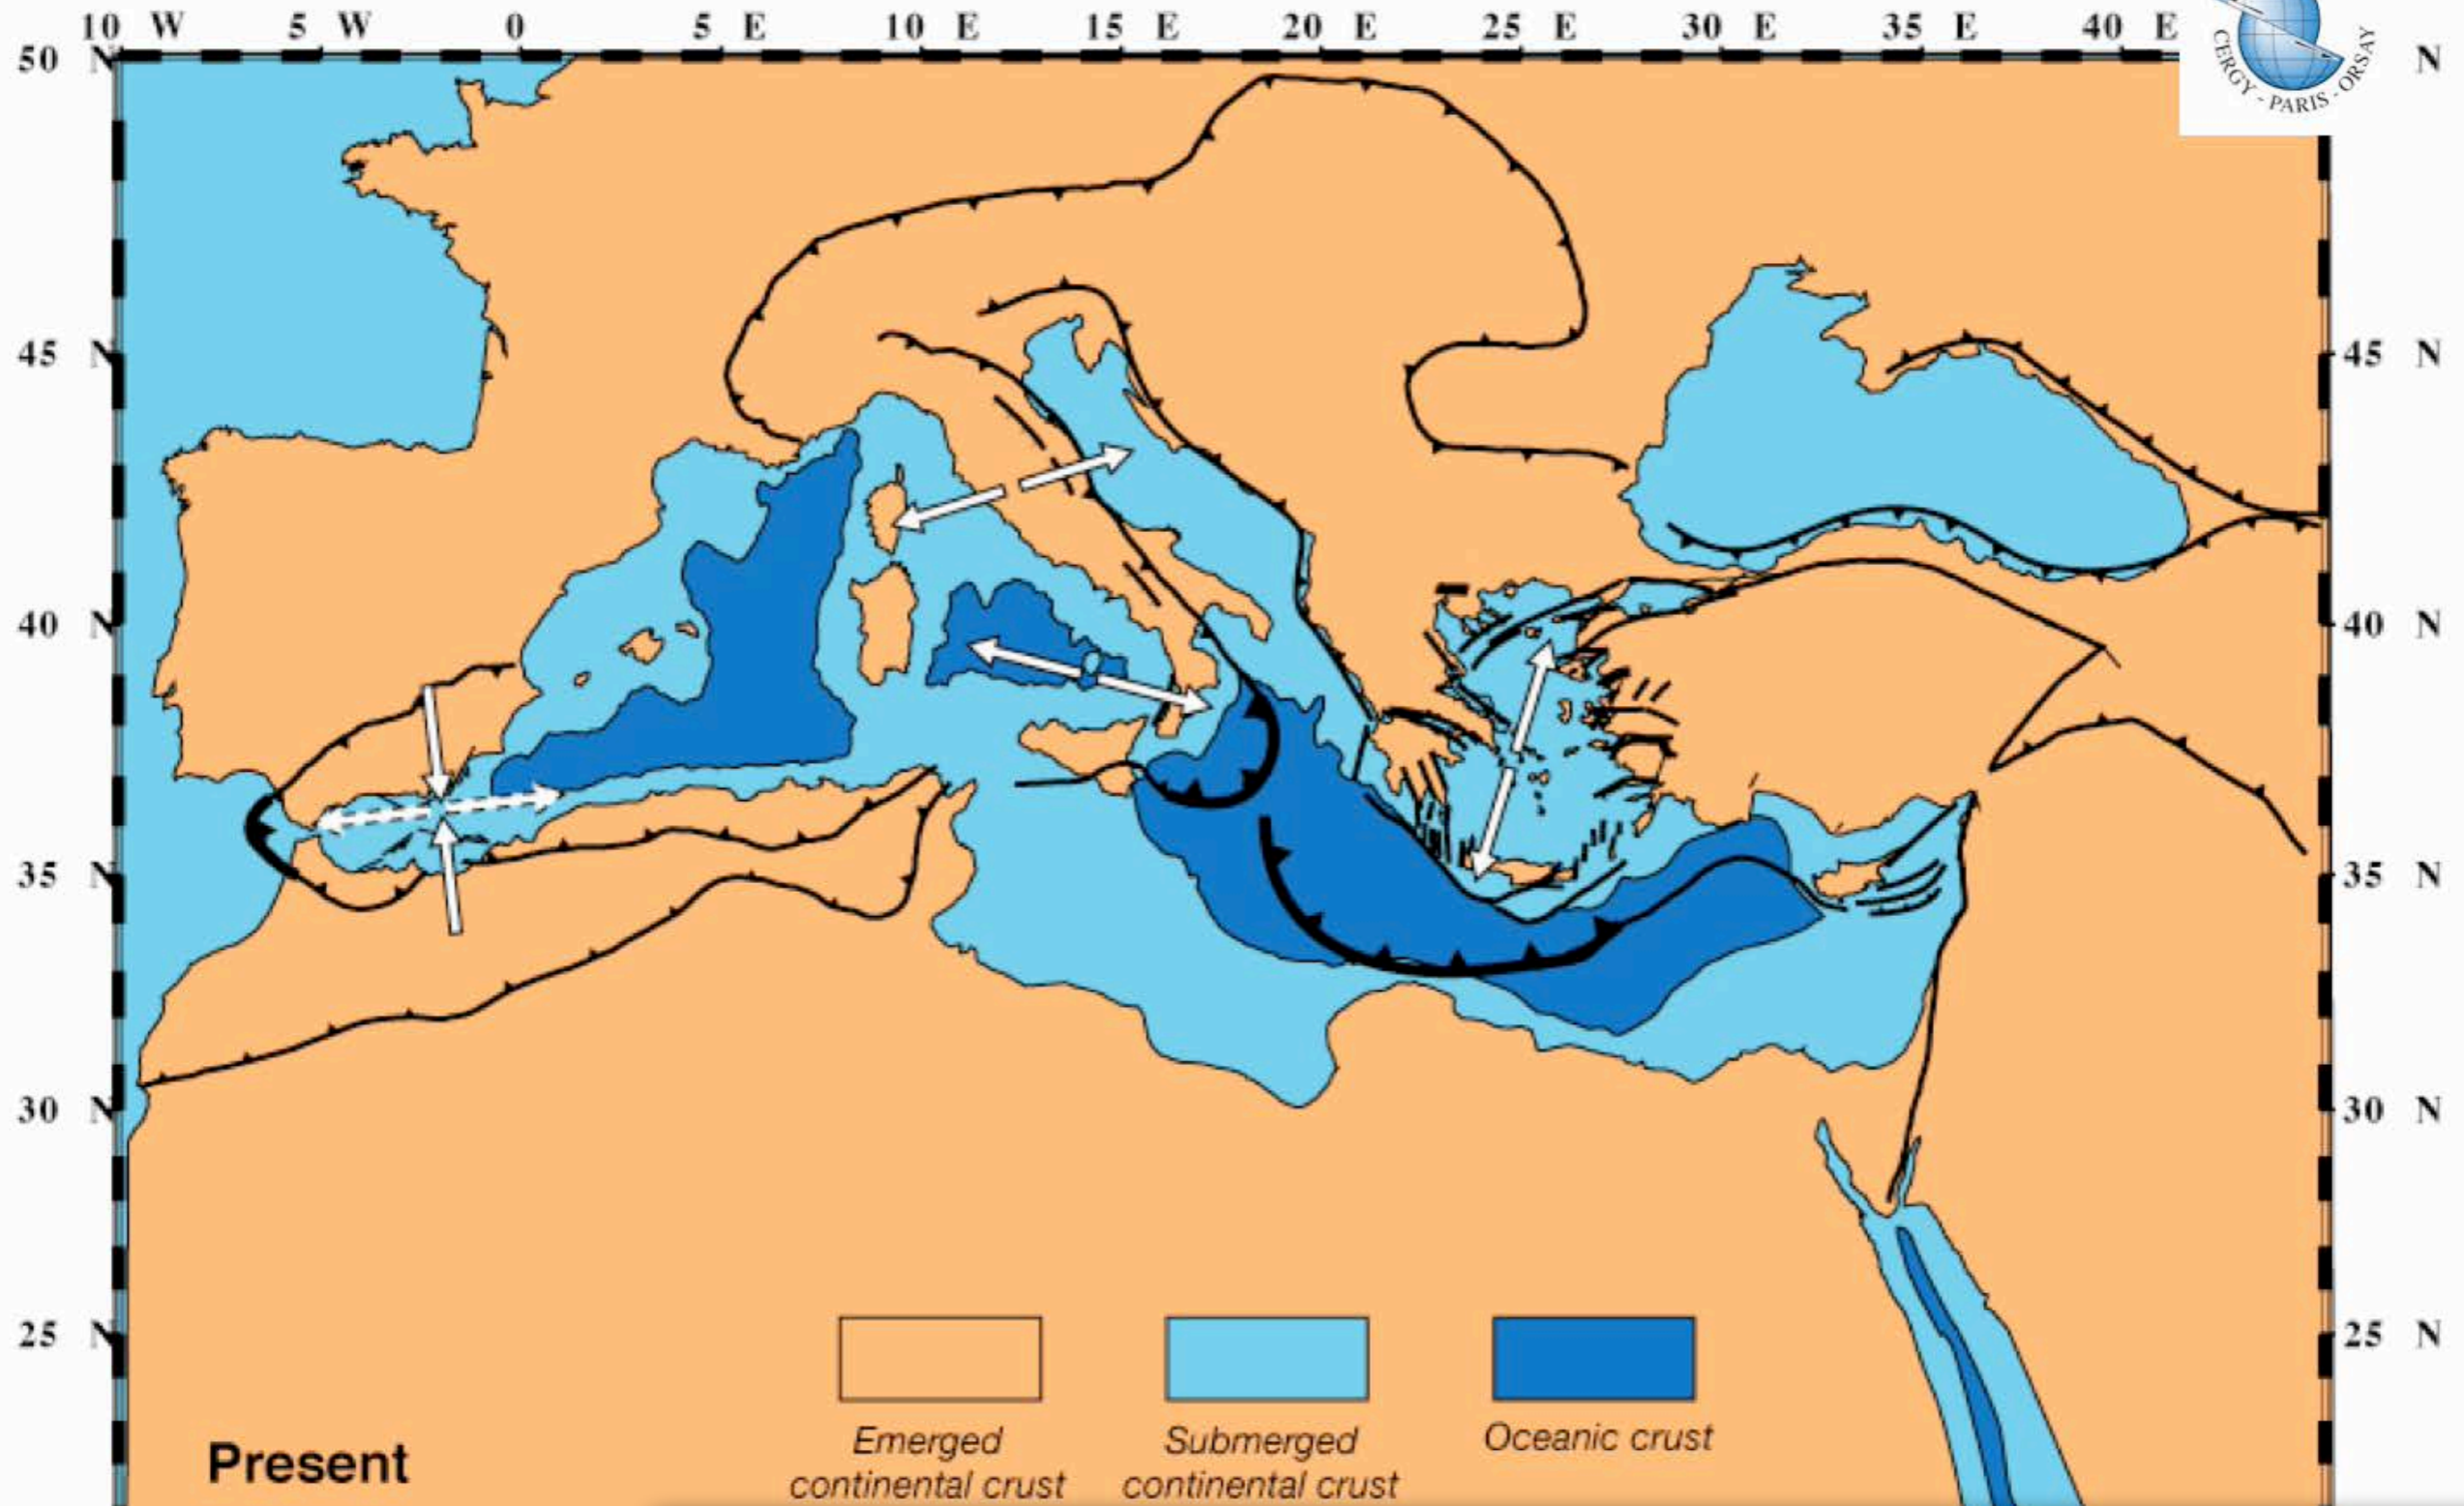 10 W 5 W 0 5 E 10 E 15 E 20 E 25 E 30 E 35 E 40 E
CERGY - PARIS - ORSAY
50 N N
45 N 45 N
40 N 40 N
35 N 35 N
30 N 30 N
25 N 25 N
Emerged continental crust
Submerged continental crust
Oceanic crust
Present